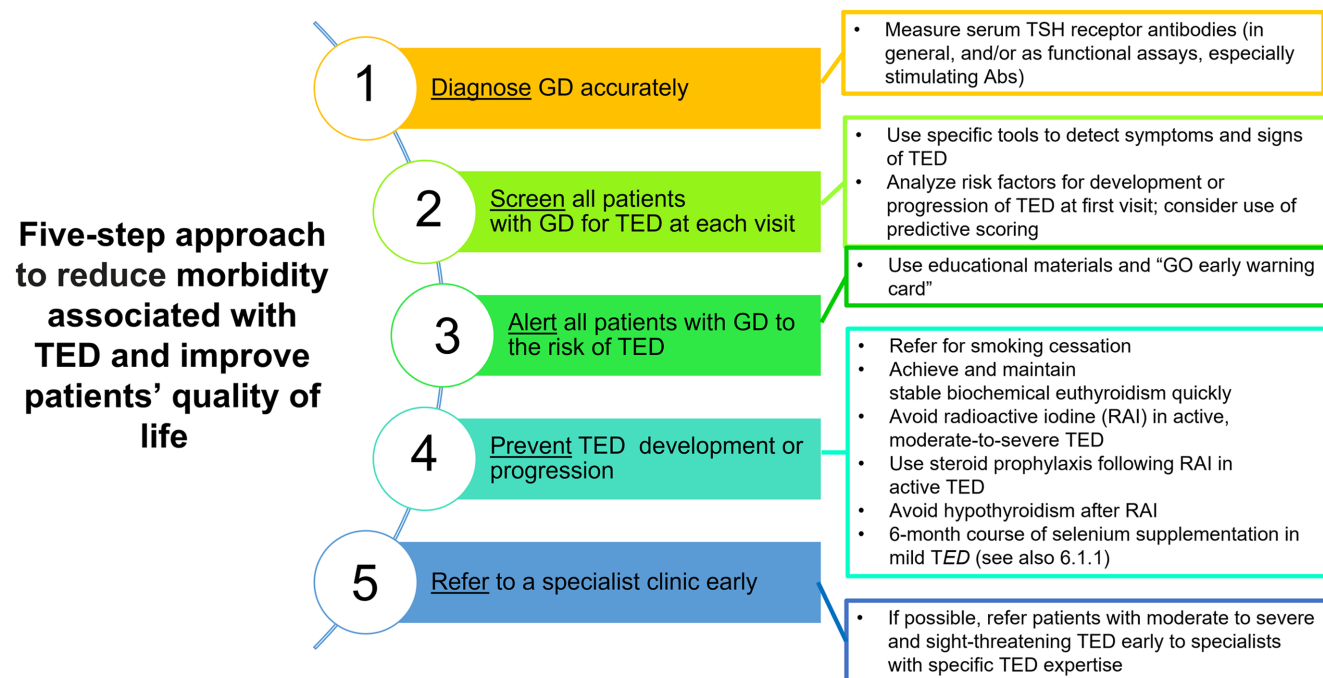 Five-step approach
to reduce morbidity
associated with
TED and improve
patients’ quality of
life
1
Diagnose GD accurately
• Measure serum TSH receptor antibodies (in
general, and/or as functional assays, especially
stimulating Abs)
2
Screen all patients
with GD for TED at each visit
• Use specific tools to detect symptoms and signs
of TED
• Analyze risk factors for development or
progression of TED at first visit; consider use of
predictive scoring
3
Alert all patients with GD to
the risk of TED
• Use educational materials and “GO early warning
card”
4
Prevent TED development or
progression
• Refer for smoking cessation
• Achieve and maintain
stable biochemical euthyroidism quickly
• Avoid radioactive iodine (RAI) in active,
moderate-to-severe TED
• Use steroid prophylaxis following RAI in
active TED
• Avoid hypothyroidism after RAI
• 6-month course of selenium supplementation in
mild TED (see also 6.1.1)
5
Refer to a specialist clinic early
• If possible, refer patients with moderate to severe
and sight-threatening TED early to specialists
with specific TED expertise